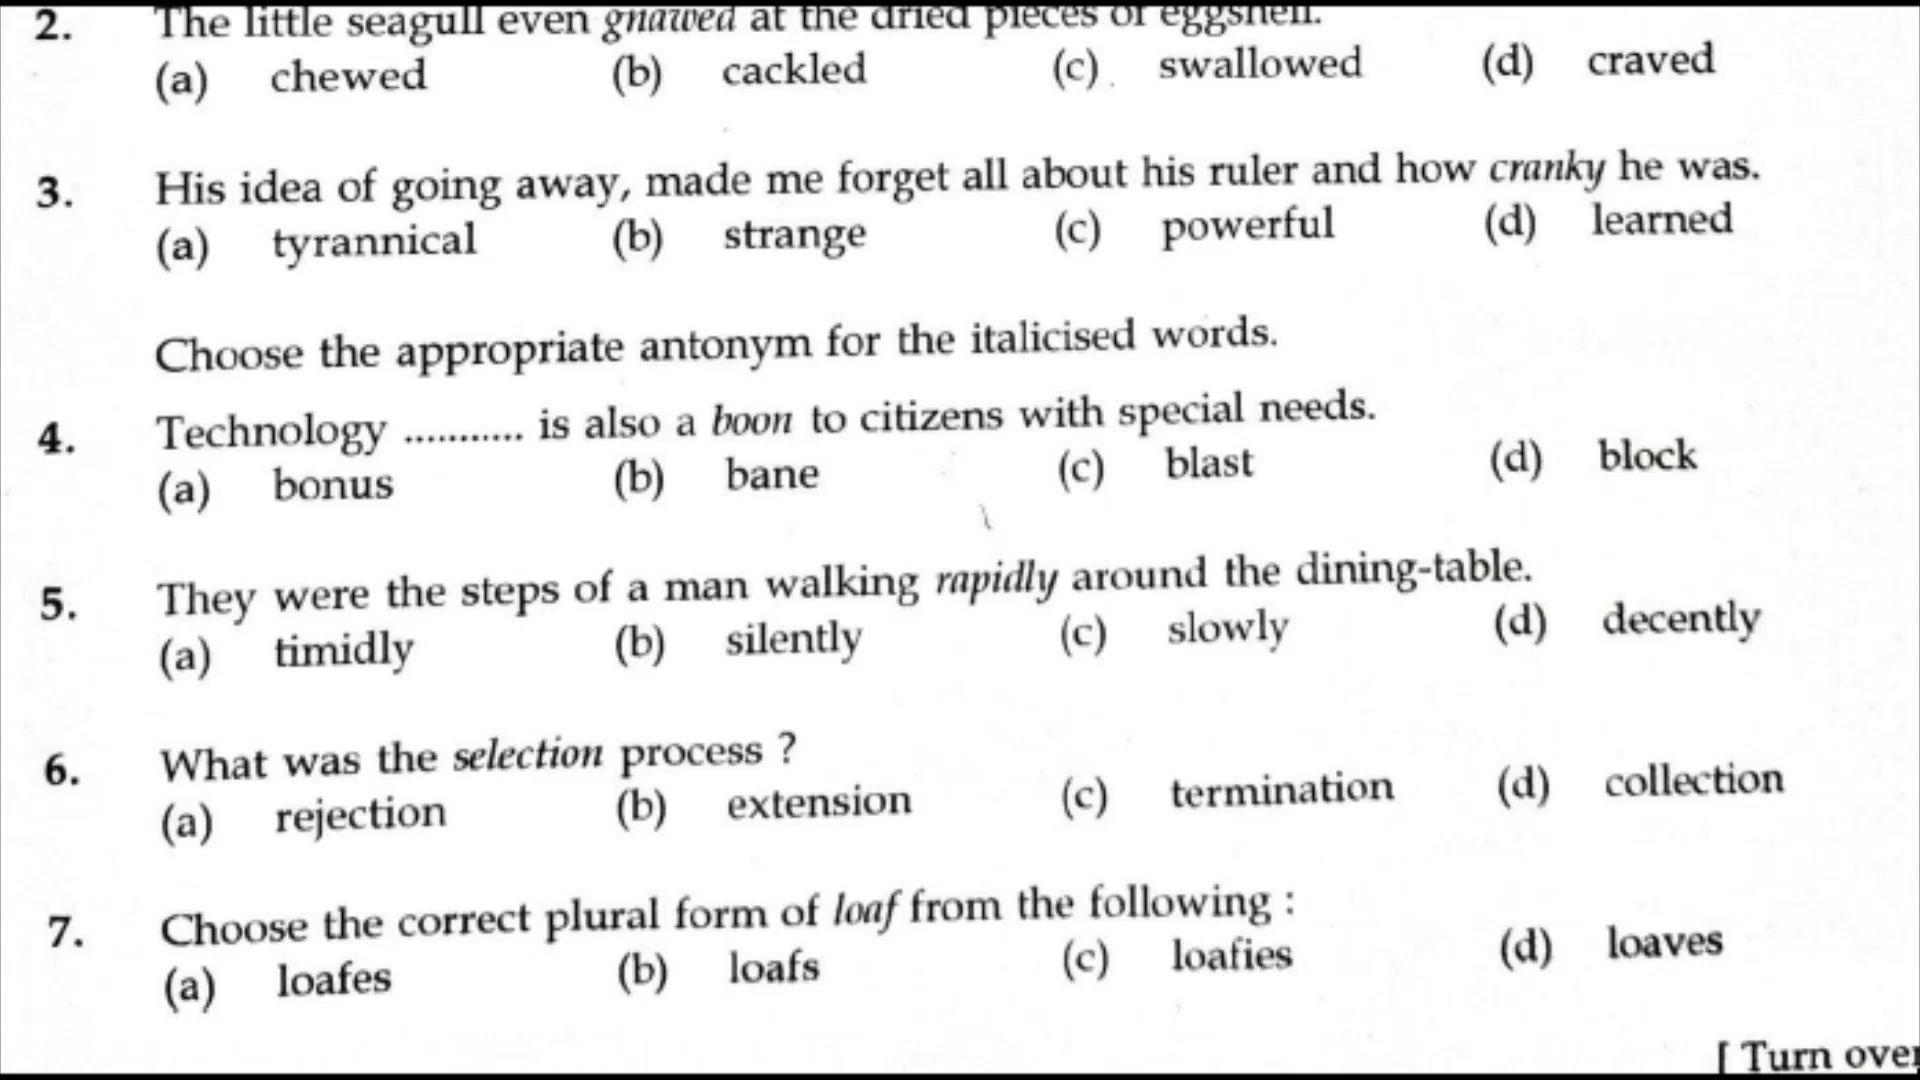 2. The little seagull even gnawed at the dried pieces of eggshell.
(a) chewed (b) cackled (c) swallowed (d) craved
3. His idea of going away, made me forget all about his ruler and how cranky he was.
(a) tyrannical (b) strange (c) powerful (d) learned
Choose the appropriate antonym for the italicised words.
4. Technology ........... is also a boon to citizens with special needs.
(a) bonus (b) bane (c) blast (d) block
5. They were the steps of a man walking rapidly around the dining-table.
(a) timidly (b) silently (c) slowly (d) decently
6. What was the selection process ?
(a) rejection (b) extension (c) termination (d) collection
7. Choose the correct plural form of loaf from the following :
(a) loafes (b) loafs (c) loafies (d) loaves
[ Turn over